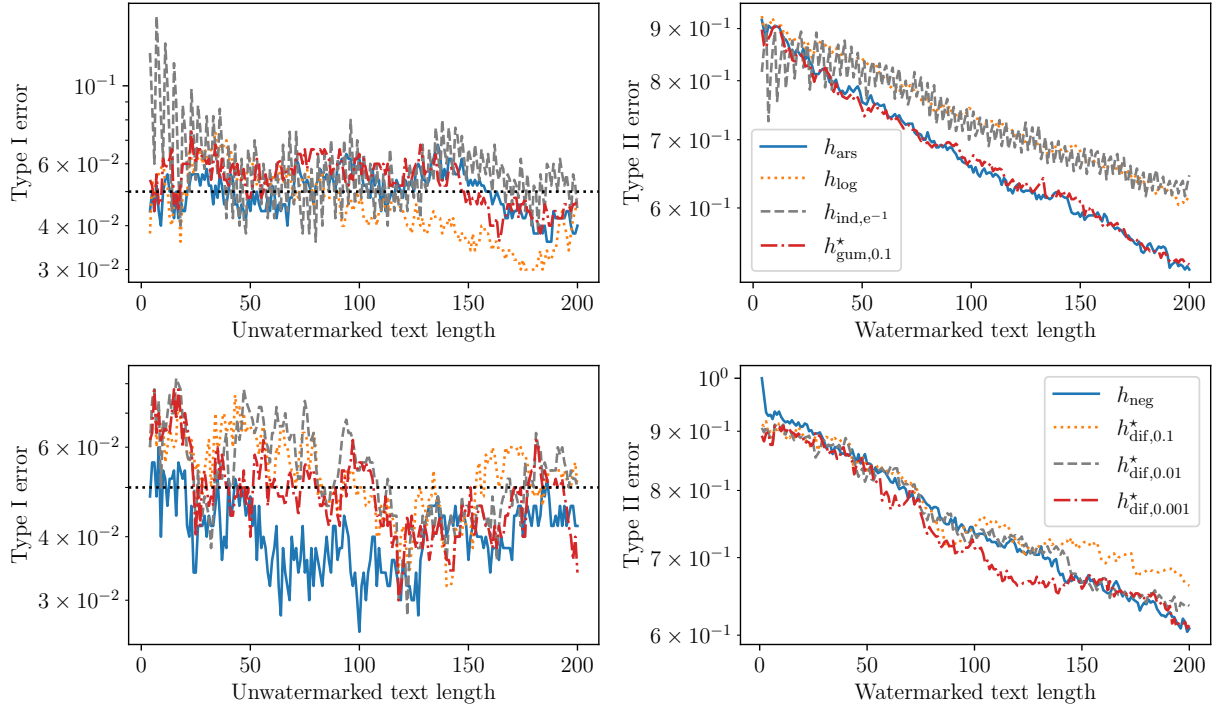 Type I error
10⁻¹
6 × 10⁻²
4 × 10⁻²
3 × 10⁻²
0 50 100 150 200
Unwatermarked text length
Type II error
9 × 10⁻¹
8 × 10⁻¹
7 × 10⁻¹
6 × 10⁻¹
h_ars
h_log
h_ind,e⁻¹
h*_gum,0.1
0 50 100 150 200
Watermarked text length
Type I error
6 × 10⁻²
4 × 10⁻²
3 × 10⁻²
0 50 100 150 200
Unwatermarked text length
Type II error
10⁰
9 × 10⁻¹
8 × 10⁻¹
7 × 10⁻¹
6 × 10⁻¹
h_neg
h*_dif,0.1
h*_dif,0.01
h*_dif,0.001
0 50 100 150 200
Watermarked text length